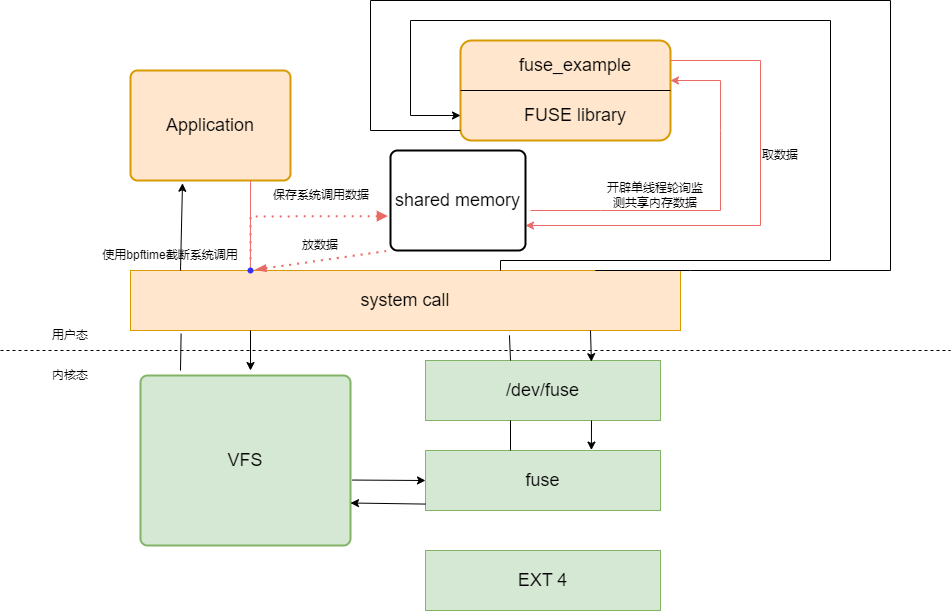 fuse_example
FUSE library
Application
取数据
shared memory
开辟单线程轮询监
测共享内存数据
保存系统调用数据
放数据
使用bpftime截断系统调用
system call
用户态
内核态
/dev/fuse
VFS
fuse
EXT 4